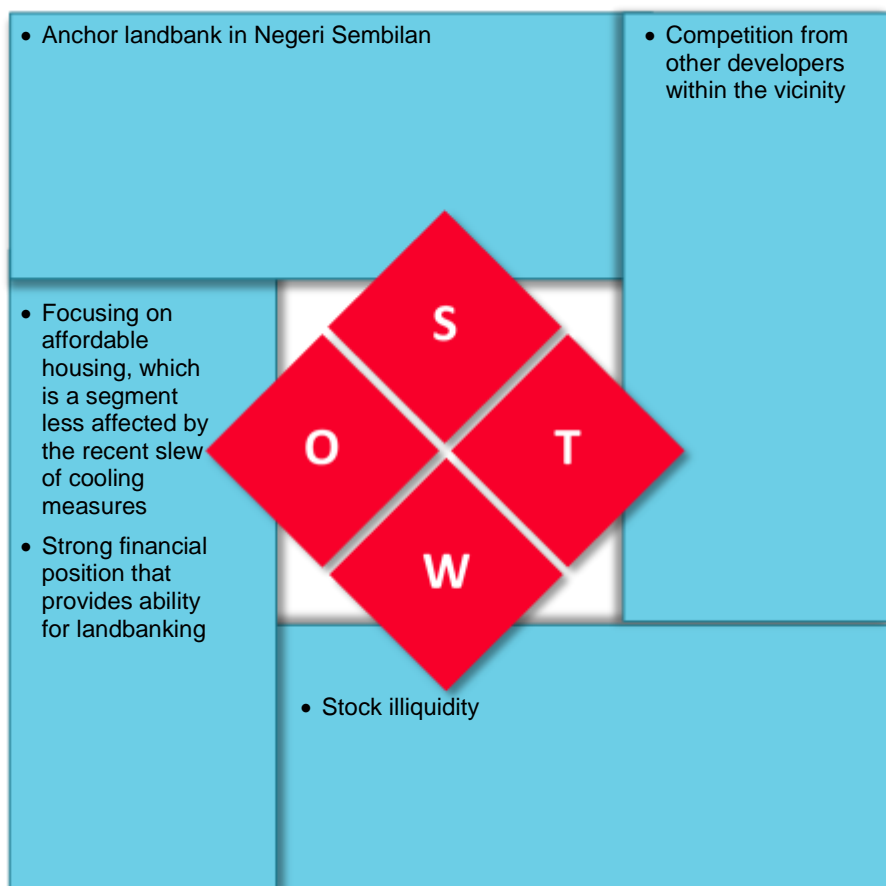 • Anchor landbank in Negeri Sembilan
• Competition from
other developers
within the vicinity
• Focusing on
affordable
housing, which
is a segment
less affected by
the recent slew
of cooling
measures
• Strong financial
position that
provides ability
for landbanking
S
O
T
W
• Stock illiquidity